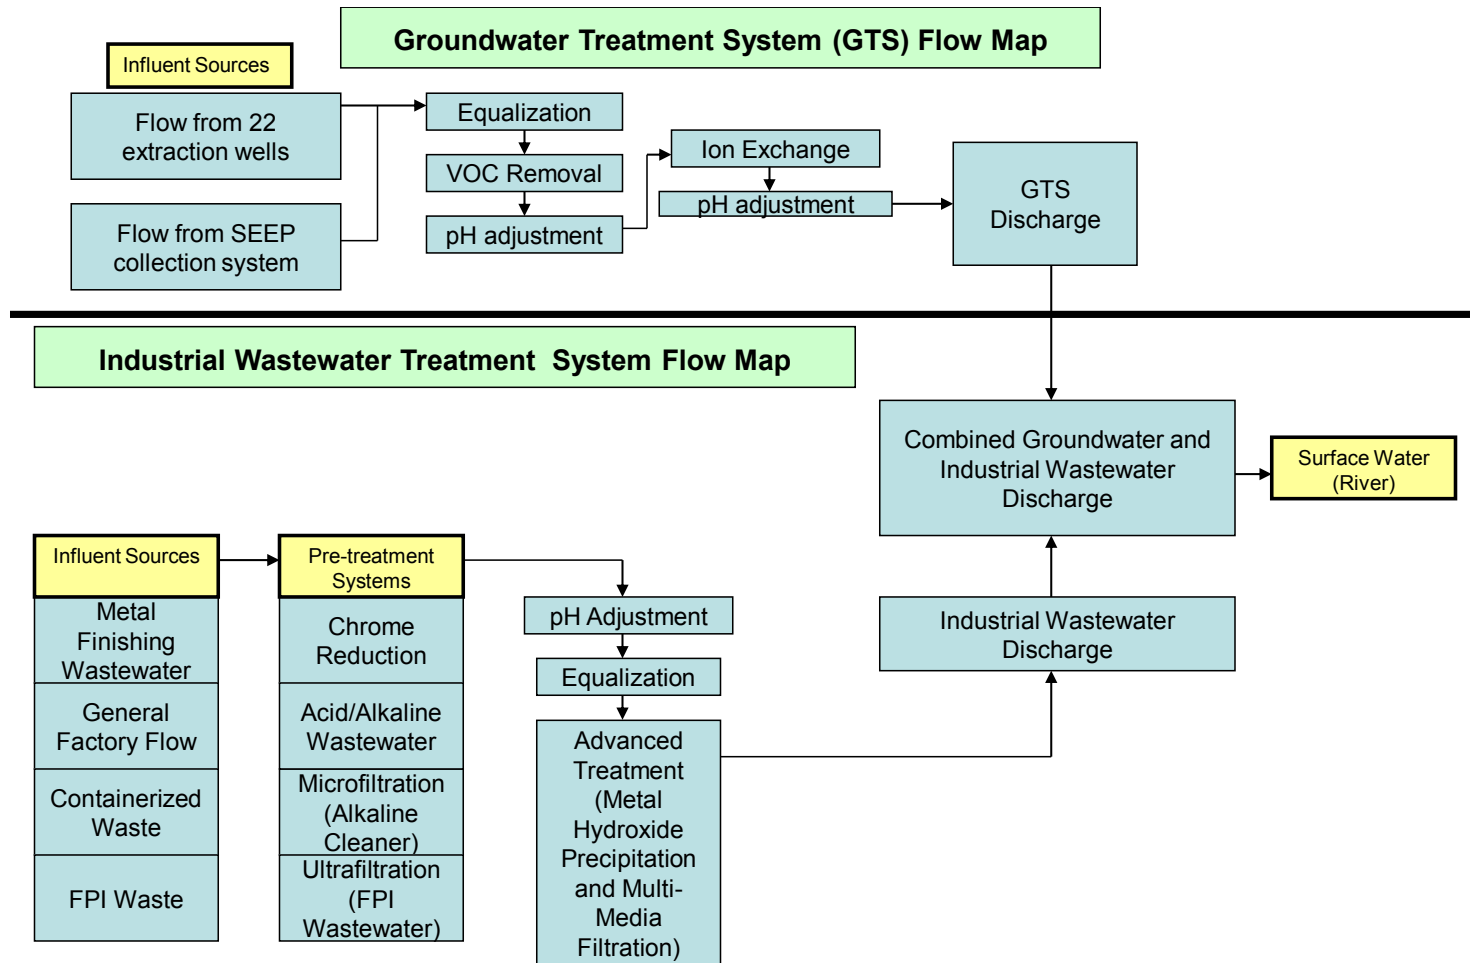 Groundwater Treatment System (GTS) Flow Map
Influent Sources
Flow from 22
extraction wells
Flow from SEEP
collection system
Equalization
VOC Removal
pH adjustment
Ion Exchange
pH adjustment
GTS
Discharge
Industrial Wastewater Treatment System Flow Map
Combined Groundwater and
Industrial Wastewater
Discharge
Surface Water
(River)
Influent Sources
Metal
Finishing
Wastewater
General
Factory Flow
Containerized
Waste
FPI Waste
Pre-treatment
Systems
Chrome
Reduction
Acid/Alkaline
Wastewater
Microfiltration
(Alkaline
Cleaner)
Ultrafiltration
(FPI
Wastewater)
pH Adjustment
Equalization
Advanced
Treatment
(Metal
Hydroxide
Precipitation
and Multi-
Media
Filtration)
Industrial Wastewater
Discharge